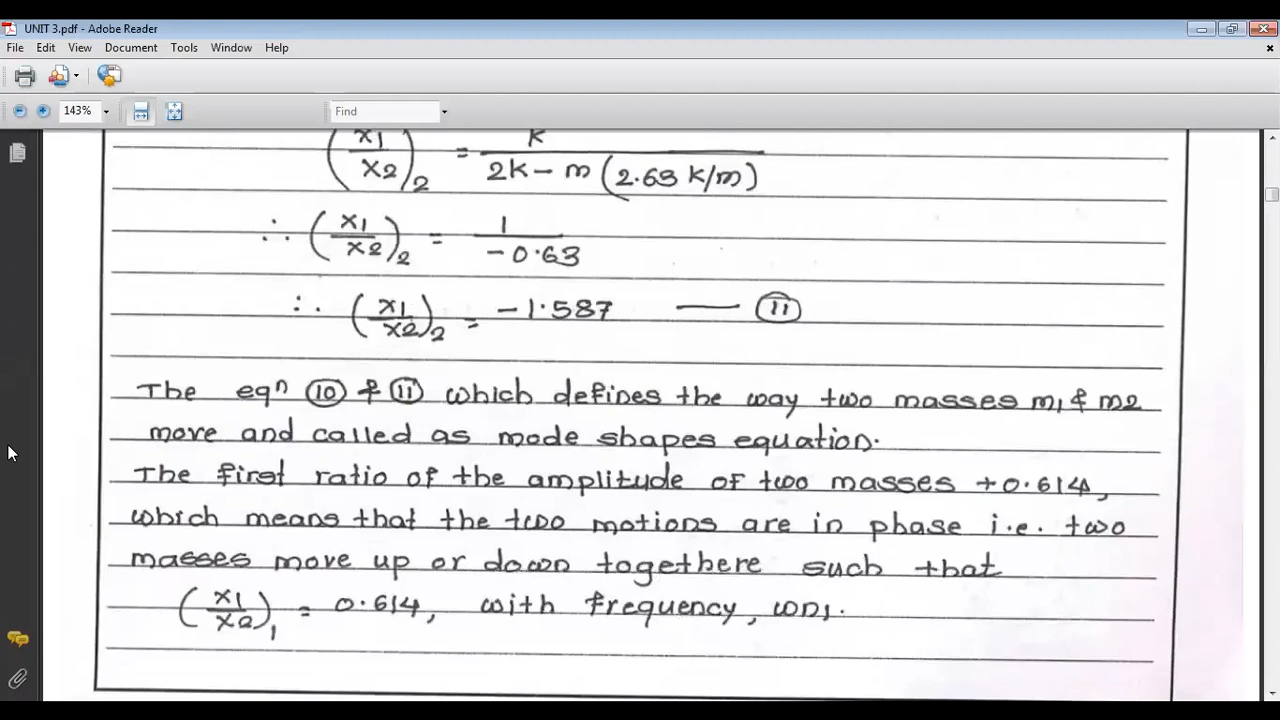 UNIT 3.pdf - Adobe Reader
File Edit View Document Tools Window Help
143% Find
(x1/x2)2 = K/2K - m (2.63 K/m)
∴ (x1/x2)2 = 1/-0.63
∴ (x1/x2)2 = -1.587 —— ⑪
The eqn ⑩ & ⑪ which defines the way two masses m1 & m2
move and called as mode shapes equation.
The first ratio of the amplitude of two masses +0.614,
which means that the two motions are in phase i.e. two
masses move up or down togethere such that
(x1/x2)1 = 0.614, with frequency, ωn1.